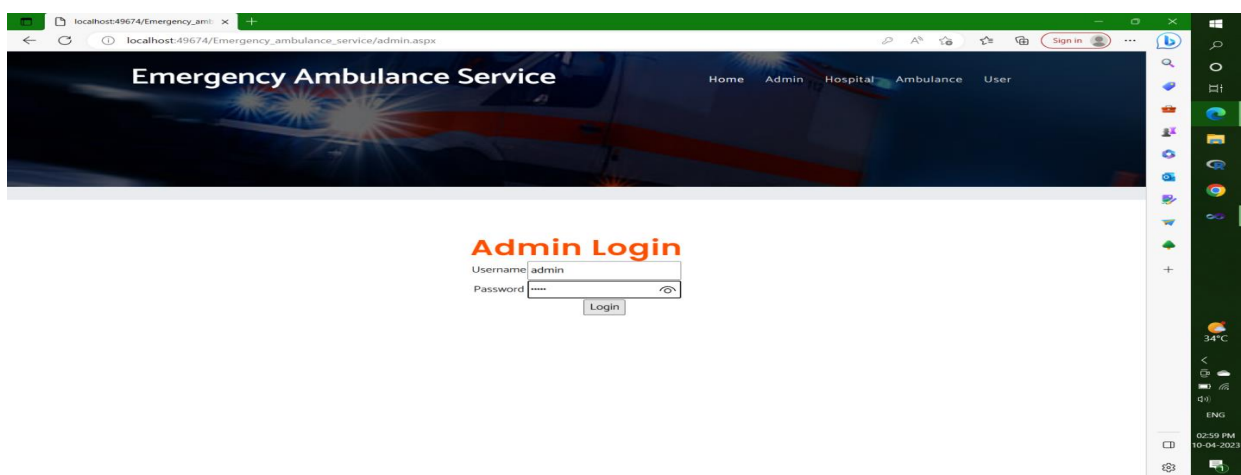 localhost:49674/Emergency_amb
localhost:49674/Emergency_ambulance_service/admin.aspx
Sign in
Emergency Ambulance Service
Home Admin Hospital Ambulance User
Admin Login
Username admin
Password •••••
Login
34°C
ENG
02:59 PM
10-04-2023